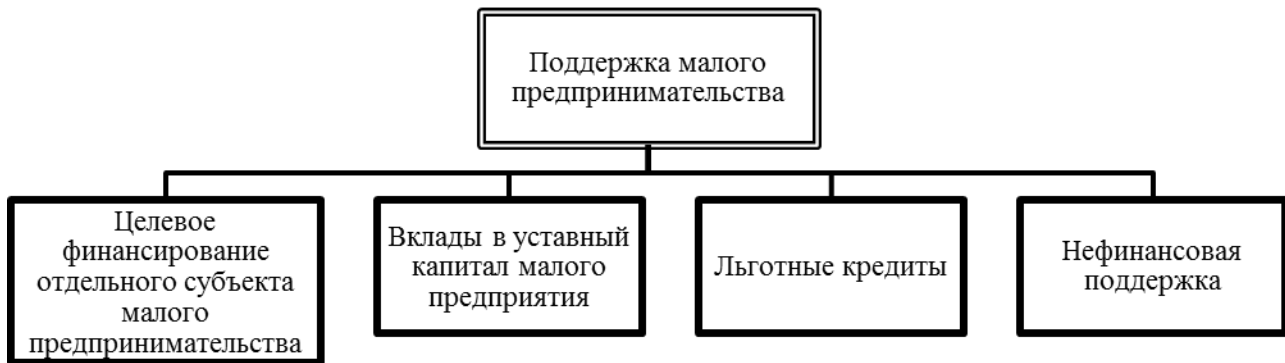 Поддержка малого
предпринимательства
Целевое
финансирование
отдельного субъекта
малого
предпринимательства
Вклады в уставный
капитал малого
предприятия
Льготные кредиты
Нефинансовая
поддержка